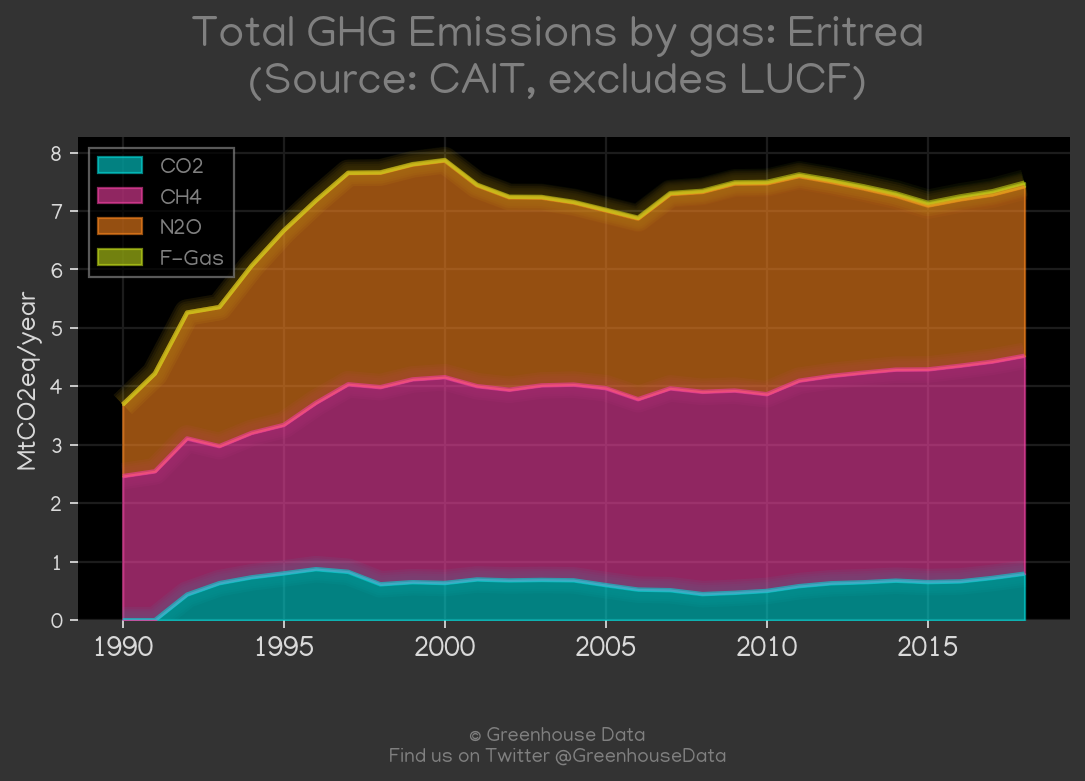 Total GHG Emissions by gas: Eritrea
(Source: CAIT, excludes LUCF)
CO2
CH4
N2O
F-Gas
MtCO2eq/year
8
7
6
5
4
3
2
1
0
1990 1995 2000 2005 2010 2015
© Greenhouse Data
Find us on Twitter @GreenhouseData